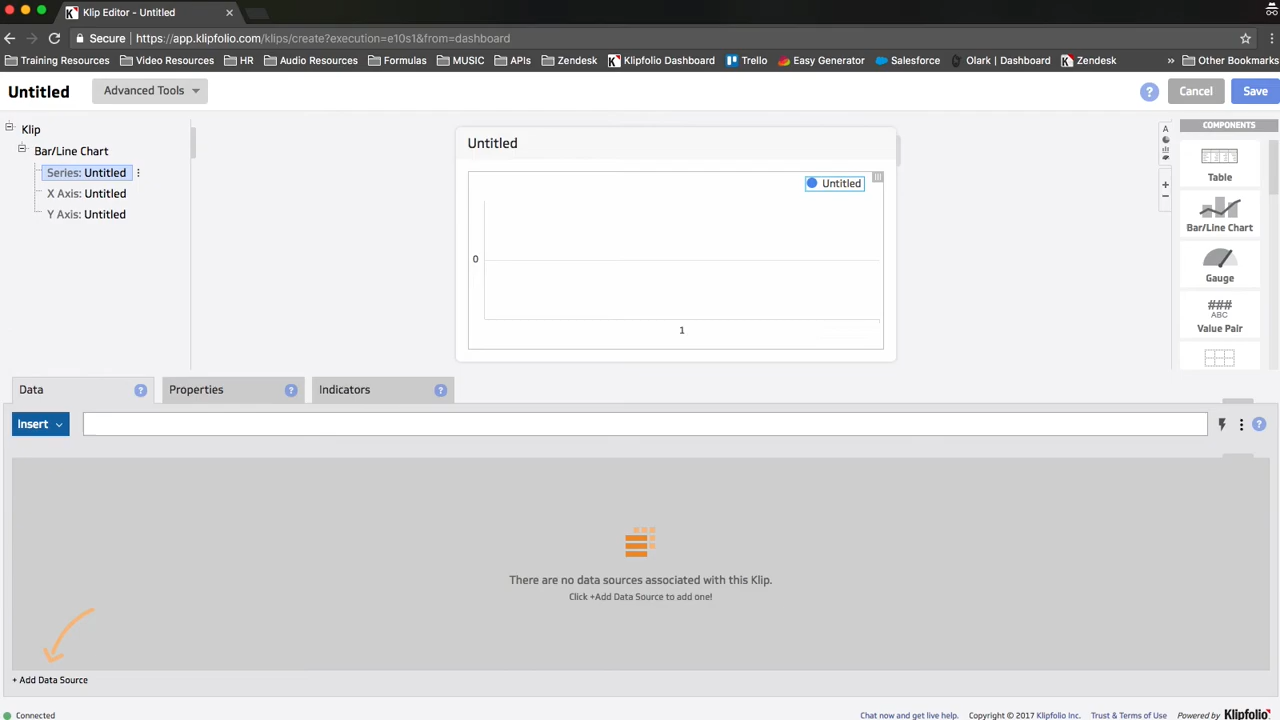 Klip Editor - Untitled
Secure | https://app.klipfolio.com/klips/create?execution=e10s1&from=dashboard
Training Resources Video Resources HR Audio Resources Formulas MUSIC APIs Zendesk Klipfolio Dashboard Trello Easy Generator Salesforce Olark | Dashboard Zendesk » Other Bookmarks
Untitled Advanced Tools ? Cancel Save
Klip
Bar/Line Chart
Series: Untitled
X Axis: Untitled
Y Axis: Untitled
Untitled
Untitled
0
1
COMPONENTS
A
Table
Bar/Line Chart
Gauge
###
ABC
Value Pair
Data ? Properties ? Indicators ?
Insert ?
There are no data sources associated with this Klip.
Click +Add Data Source to add one!
+ Add Data Source
Connected Chat now and get live help. Copyright © 2017 Klipfolio Inc. Trust & Terms of Use Powered by Klipfolio